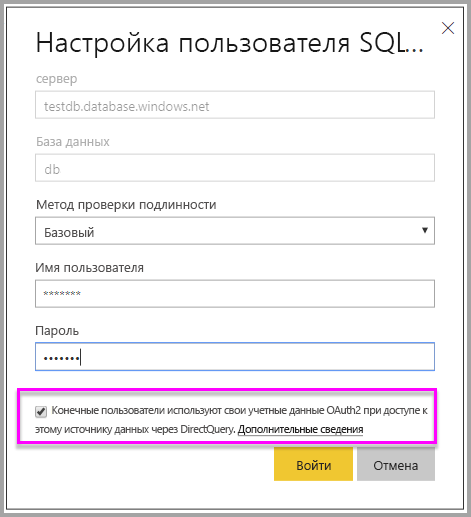 Настройка пользователя SQL...
сервер
testdb.database.windows.net
База данных
db
Метод проверки подлинности
Базовый
Имя пользователя
*******
Пароль
•••••••
Конечные пользователи используют свои учетные данные OAuth2 при доступе к
этому источнику данных через DirectQuery. Дополнительные сведения
Войти Отмена